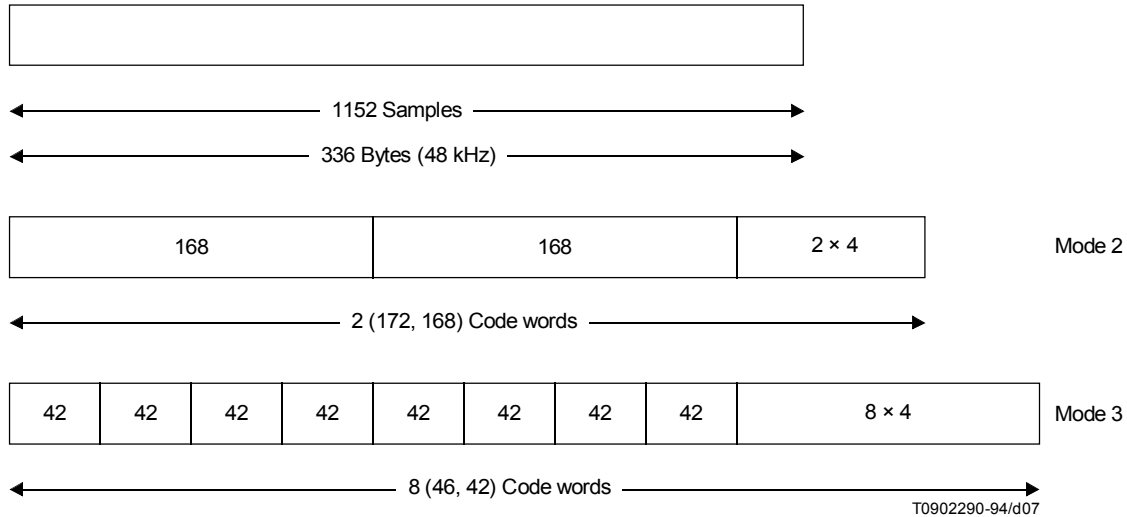 1152 Samples
336 Bytes (48 kHz)
168 168 2 × 4 Mode 2
2 (172, 168) Code words
42 42 42 42 42 42 42 42 8 × 4 Mode 3
8 (46, 42) Code words
T0902290-94/d07